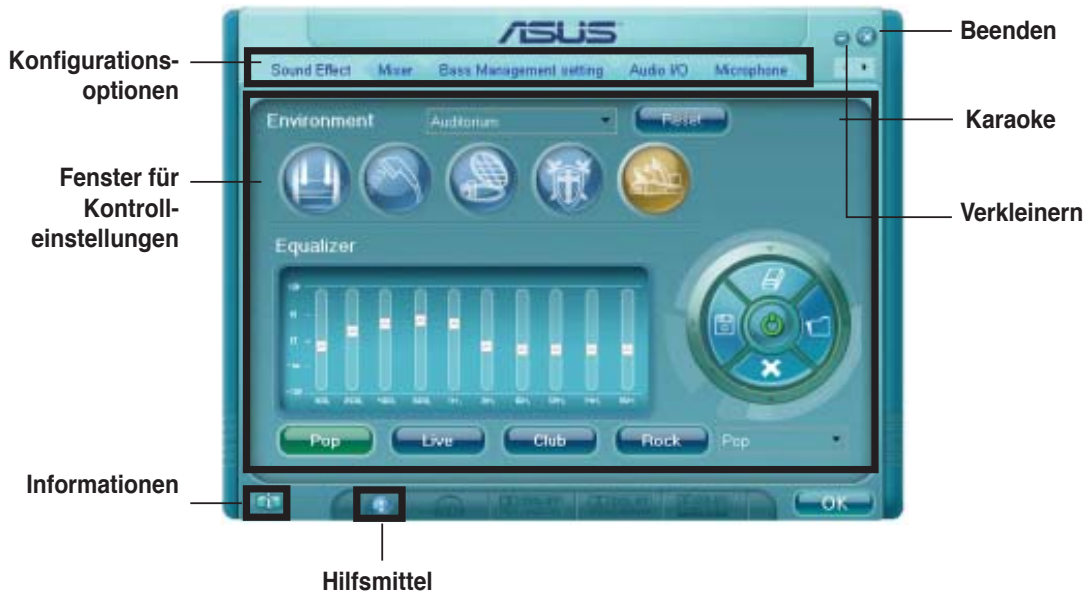 ASUS
Beenden
Konfigurations-
optionen
Sound Effect Mixer Bass Management setting Audio I/O Microphone
Environment Auditorium Reset
Karaoke
Fenster für
Kontroll-
einstellungen
Verkleinern
Equalizer
Pop Live Club Rock Pop
Informationen
OK
Hilfsmittel